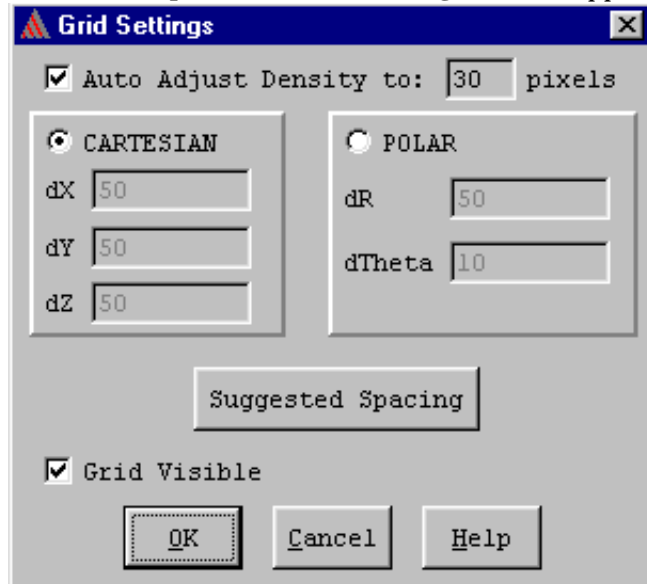 Grid Settings
Auto Adjust Density to: 30 pixels
CARTESIAN
dX 50
dY 50
dZ 50
POLAR
dR 50
dTheta 10
Suggested Spacing
Grid Visible
OK Cancel Help